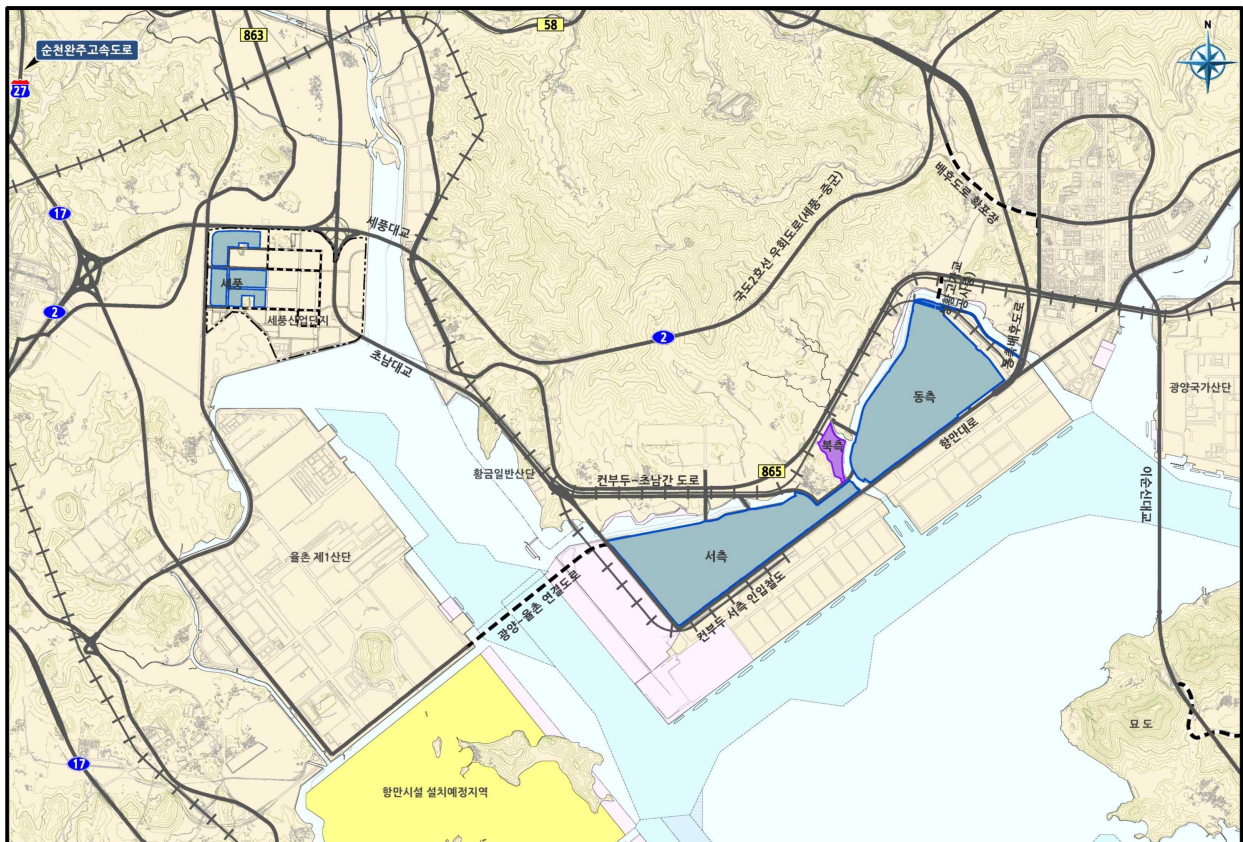 58
863
N
순천완주고속도로
27
배후도로 확포장
국도2호선 우회도로(세풍~중군)
17
세풍대교
세풍
2
세풍산업단지
2
동측배후도로
초남대교
광양국가산단
동측
항만대로
북측
865
황금일반산단
컨부두~초남간 도로
이순신대교
서측
율촌 제1산단
컨부두 서측 인입철도
광양~율촌 연결도로
묘 도
17
항만시설 설치예정지역